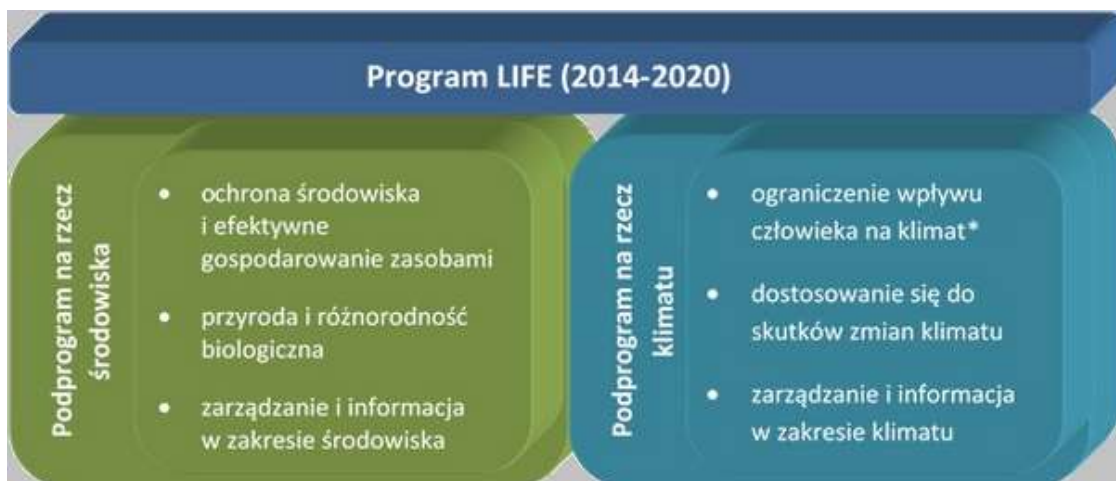 Program LIFE (2014-2020)
Podprogram na rzecz
środowiska
• ochrona środowiska
i efektywne
gospodarowanie zasobami
• przyroda i różnorodność
biologiczna
• zarządzanie i informacja
w zakresie środowiska
Podprogram na rzecz
klimatu
• ograniczenie wpływu
człowieka na klimat*
• dostosowanie się do
skutków zmian klimatu
• zarządzanie i informacja
w zakresie klimatu